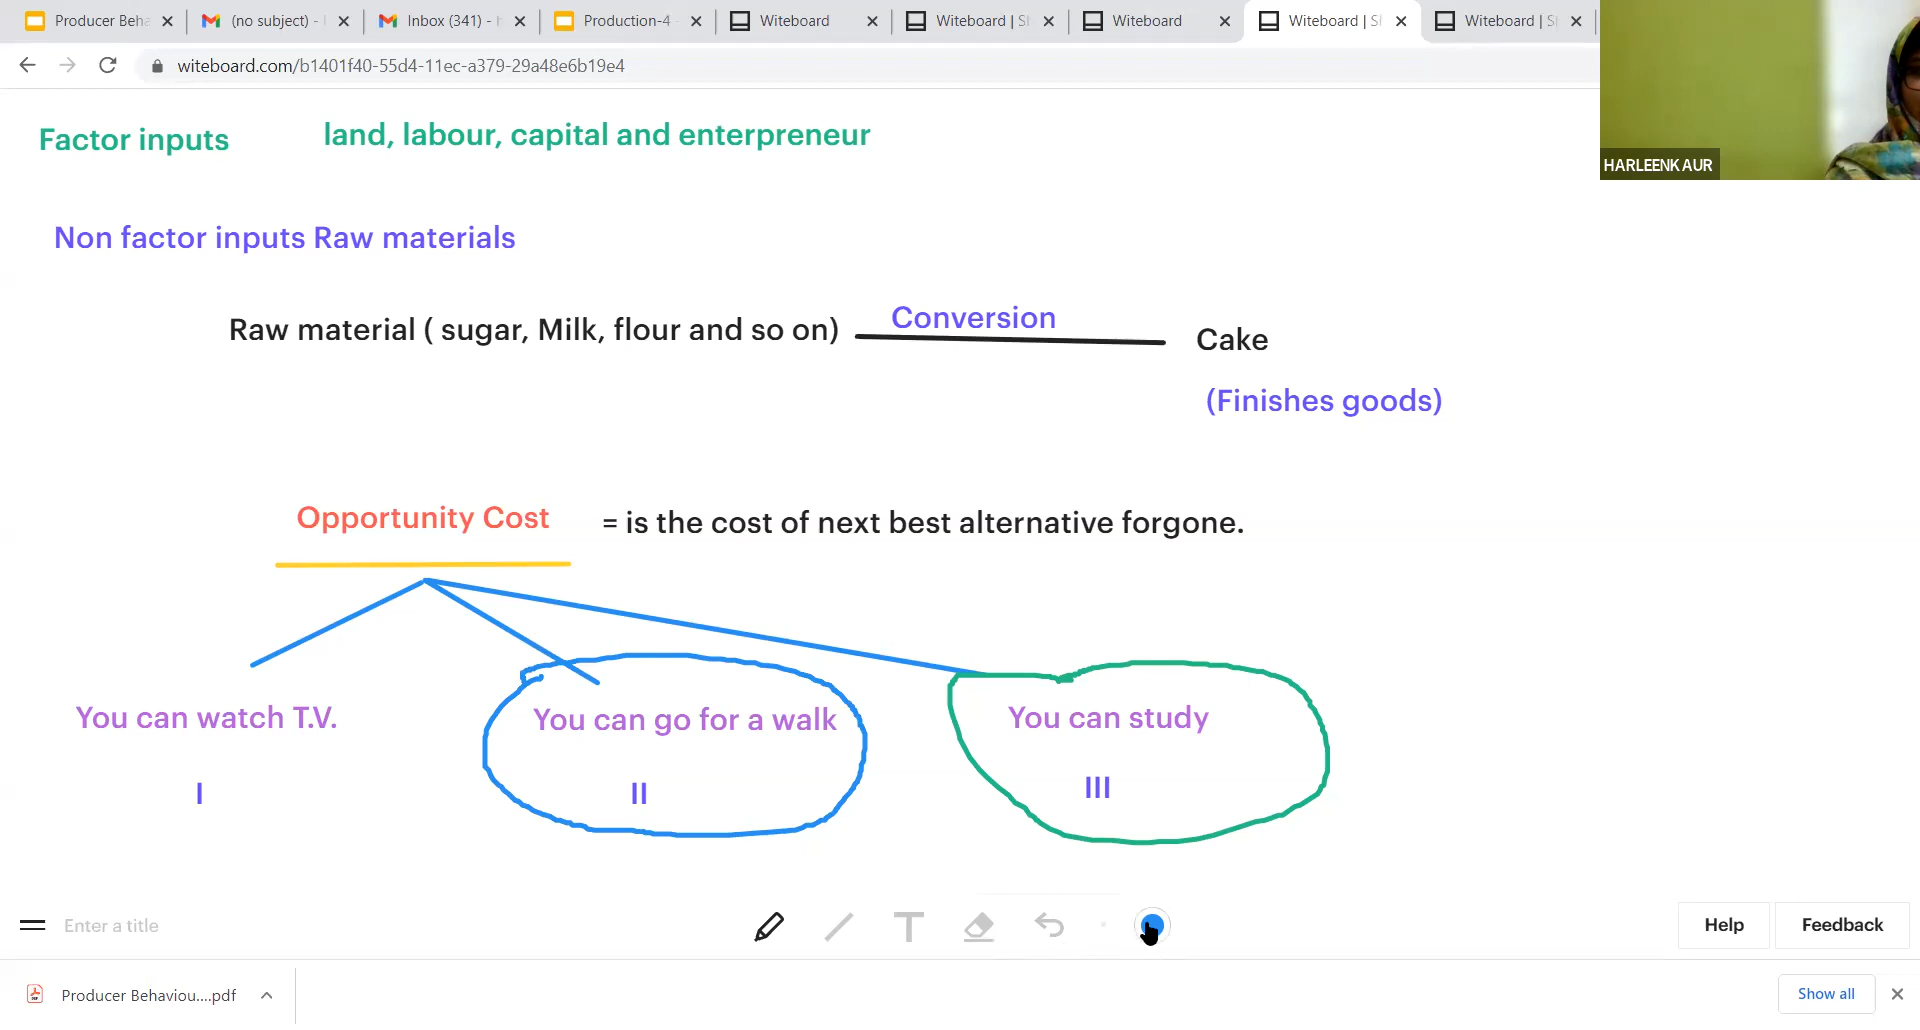 Producer Beha
(no subject) -
Inbox (341) -
Production-4
Witeboard
Witeboard | S
Witeboard
Witeboard | S
Witeboard | S
witeboard.com/b1401f40-55d4-11ec-a379-29a48e6b19e4
HARLEENKAUR
Factor inputs land, labour, capital and enterpreneur
Non factor inputs Raw materials
Raw material ( sugar, Milk, flour and so on) Conversion Cake
(Finishes goods)
Opportunity Cost = is the cost of next best alternative forgone.
You can watch T.V. You can go for a walk You can study
I II III
Enter a title
T
Help
Feedback
Producer Behaviou....pdf
Show all